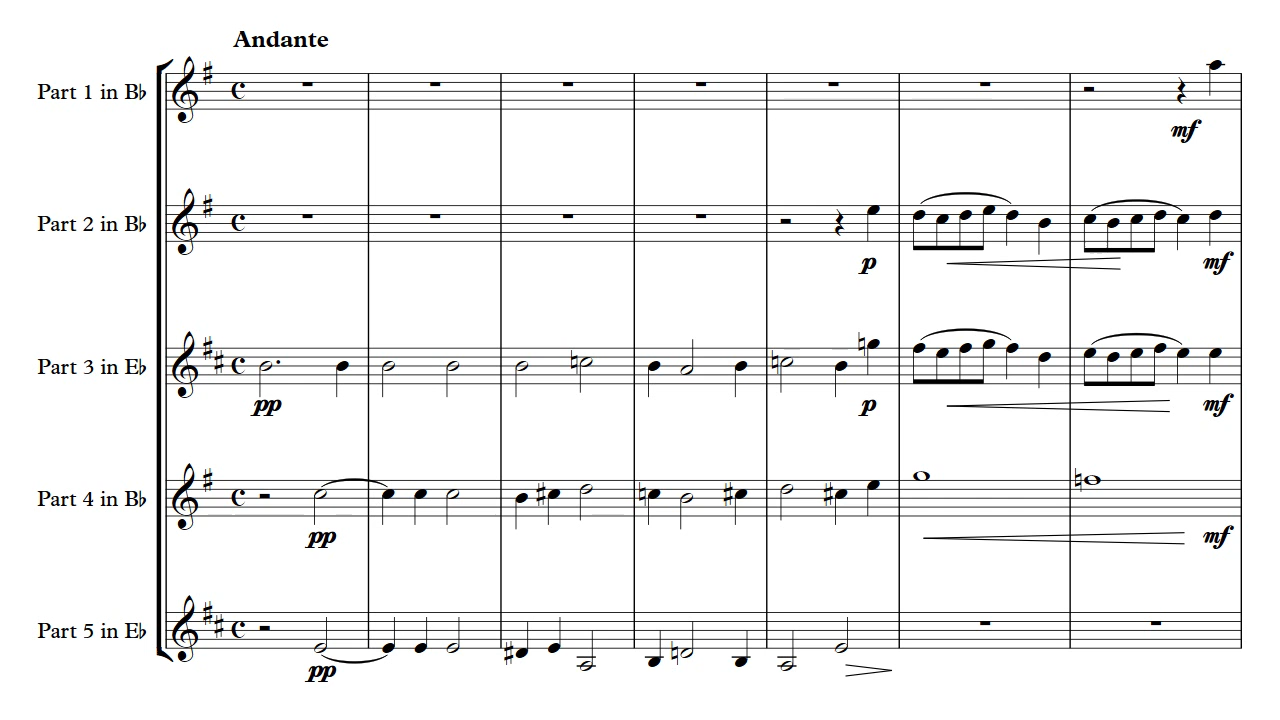 Andante
Part 1 in B♭
mf
Part 2 in B♭
p
mf
Part 3 in E♭
pp
p
mf
Part 4 in B♭
pp
mf
Part 5 in E♭
pp